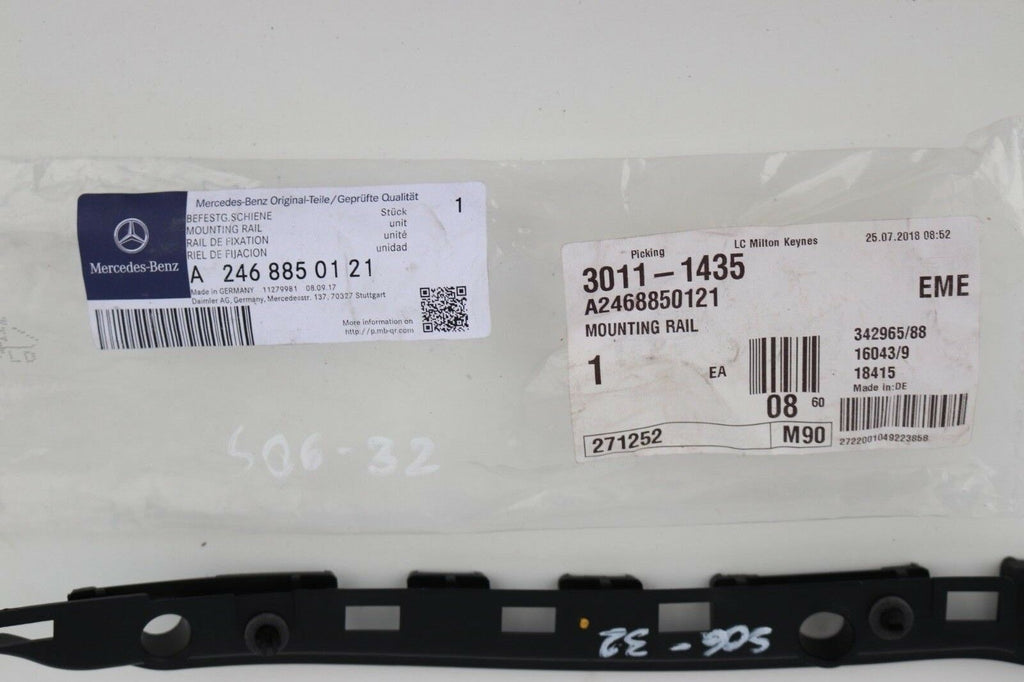 Mercedes-Benz Original-Teile/Geprüfte Qualität
BEFESTG.SCHIENE Stück 1
MOUNTING RAIL unit
RAIL DE FIXATION unité
RIEL DE FIJACION unidad
Mercedes-Benz
A 246 885 01 21
Made in GERMANY 11279981 08.09.17
Daimler AG, Germany, Mercedesstr. 137, 70327 Stuttgart
More information on
http://p.mb-qr.com
Picking LC Milton Keynes 25.07.2018 08:52
3011-1435 EME
A2468850121
MOUNTING RAIL
342965/88
16043/9
18415
1 EA
Made in:DE
08 60
271252 M90
2722001049223858
S06-32
S06-32